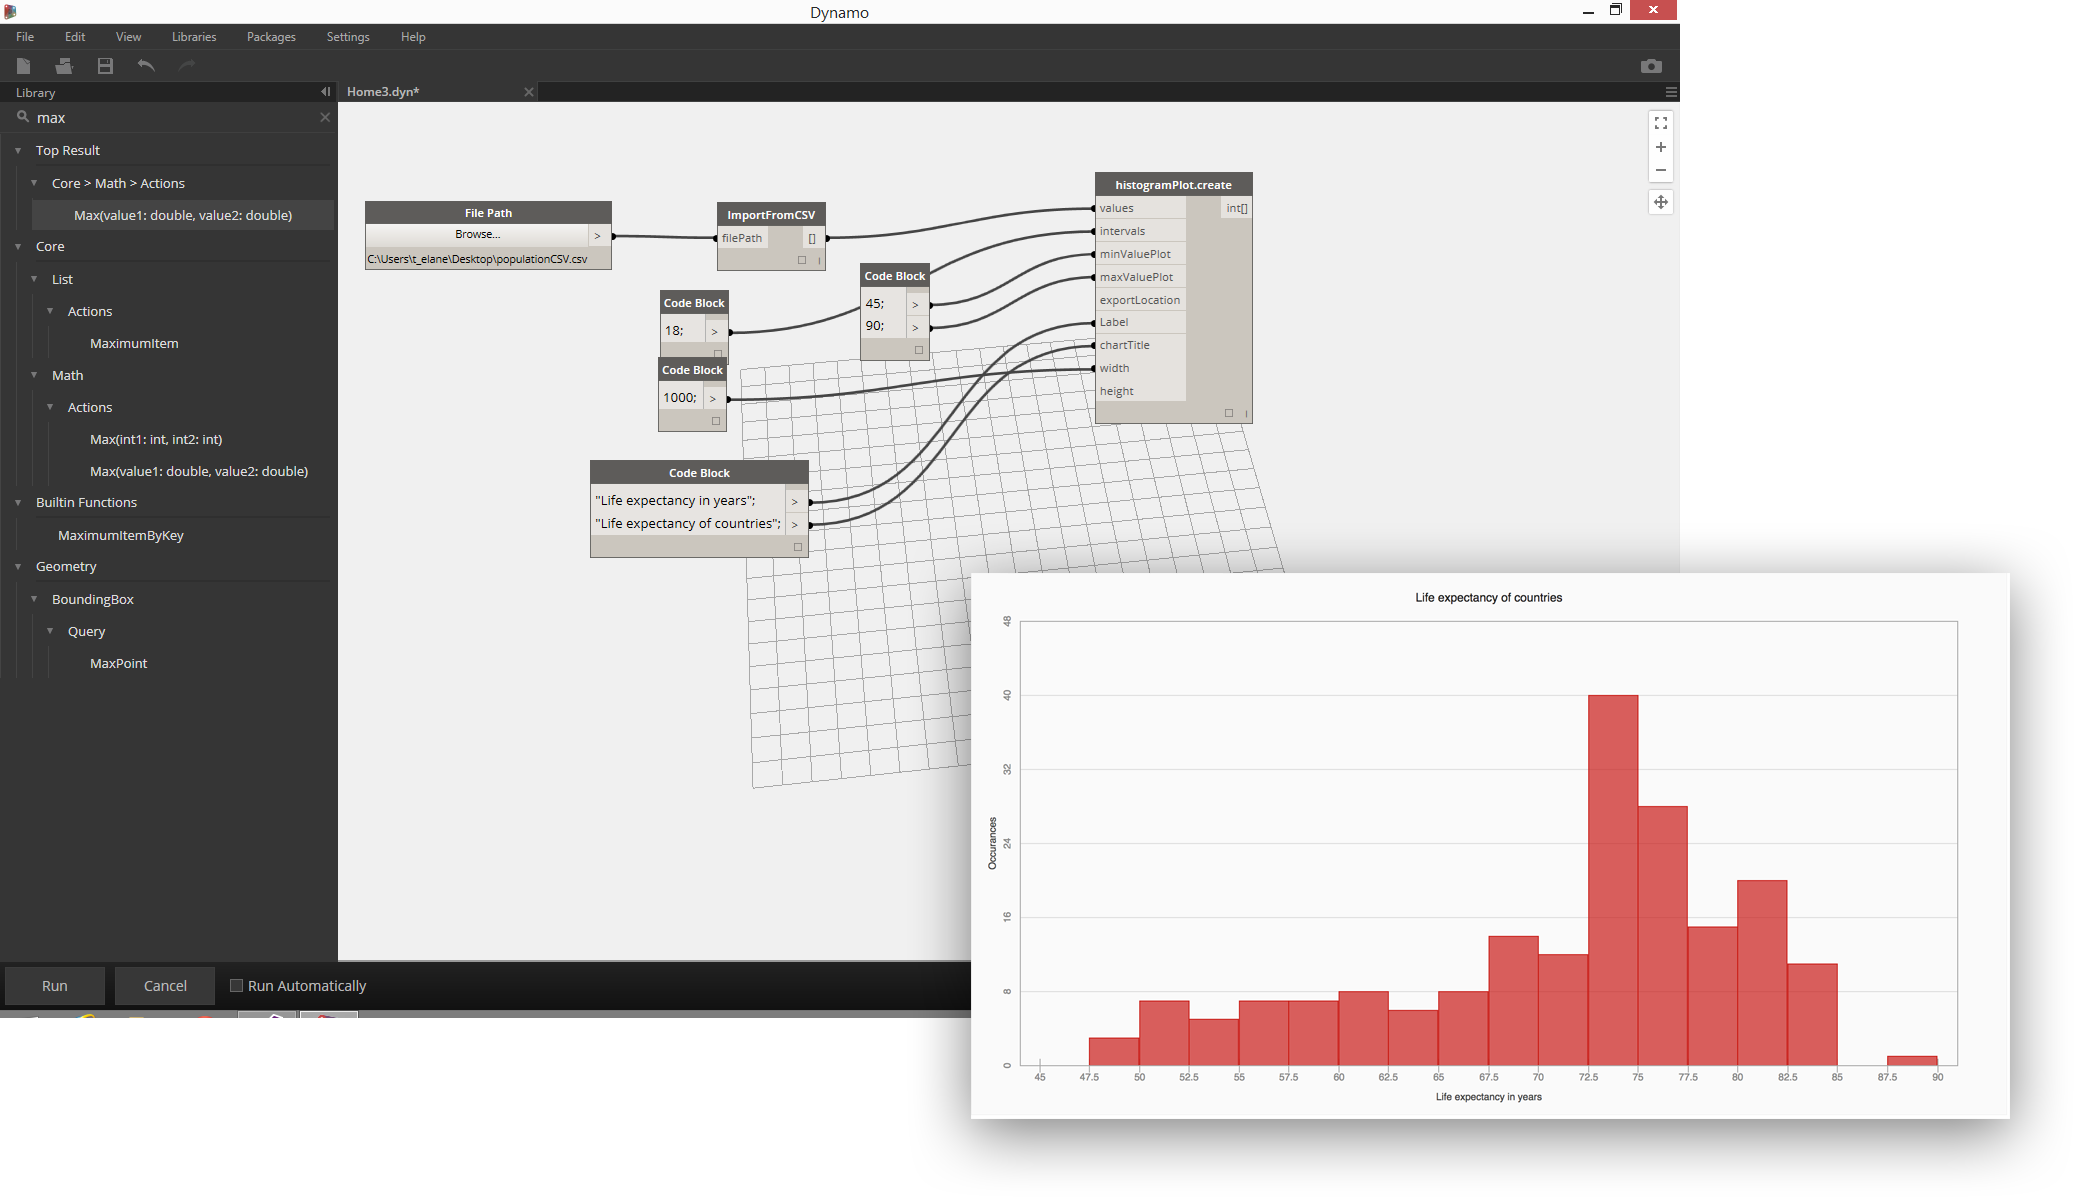 Dynamo
File Edit View Libraries Packages Settings Help
Library
Home3.dyn*
max
Top Result
Core > Math > Actions
Max(value1: double, value2: double)
Core
List
Actions
MaximumItem
Math
Actions
Max(int1: int, int2: int)
Max(value1: double, value2: double)
Builtin Functions
MaximumItemByKey
Geometry
BoundingBox
Query
MaxPoint
Run Cancel Run Automatically
File Path
Browse... >
C:\Users\t_elane\Desktop\populationCSV.csv
ImportFromCSV
filePath []
Code Block
18; >
Code Block
1000; >
Code Block
45; >
90; >
Code Block
"Life expectancy in years"; >
"Life expectancy of countries"; >
histogramPlot.create
values int[]
intervals
minValuePlot
maxValuePlot
exportLocation
Label
chartTitle
width
height
Life expectancy of countries
Occurances
48
40
32
24
16
8
0
45 47.5 50 52.5 55 57.5 60 62.5 65 67.5 70 72.5 75 77.5 80 82.5 85 87.5 90
Life expectancy in years